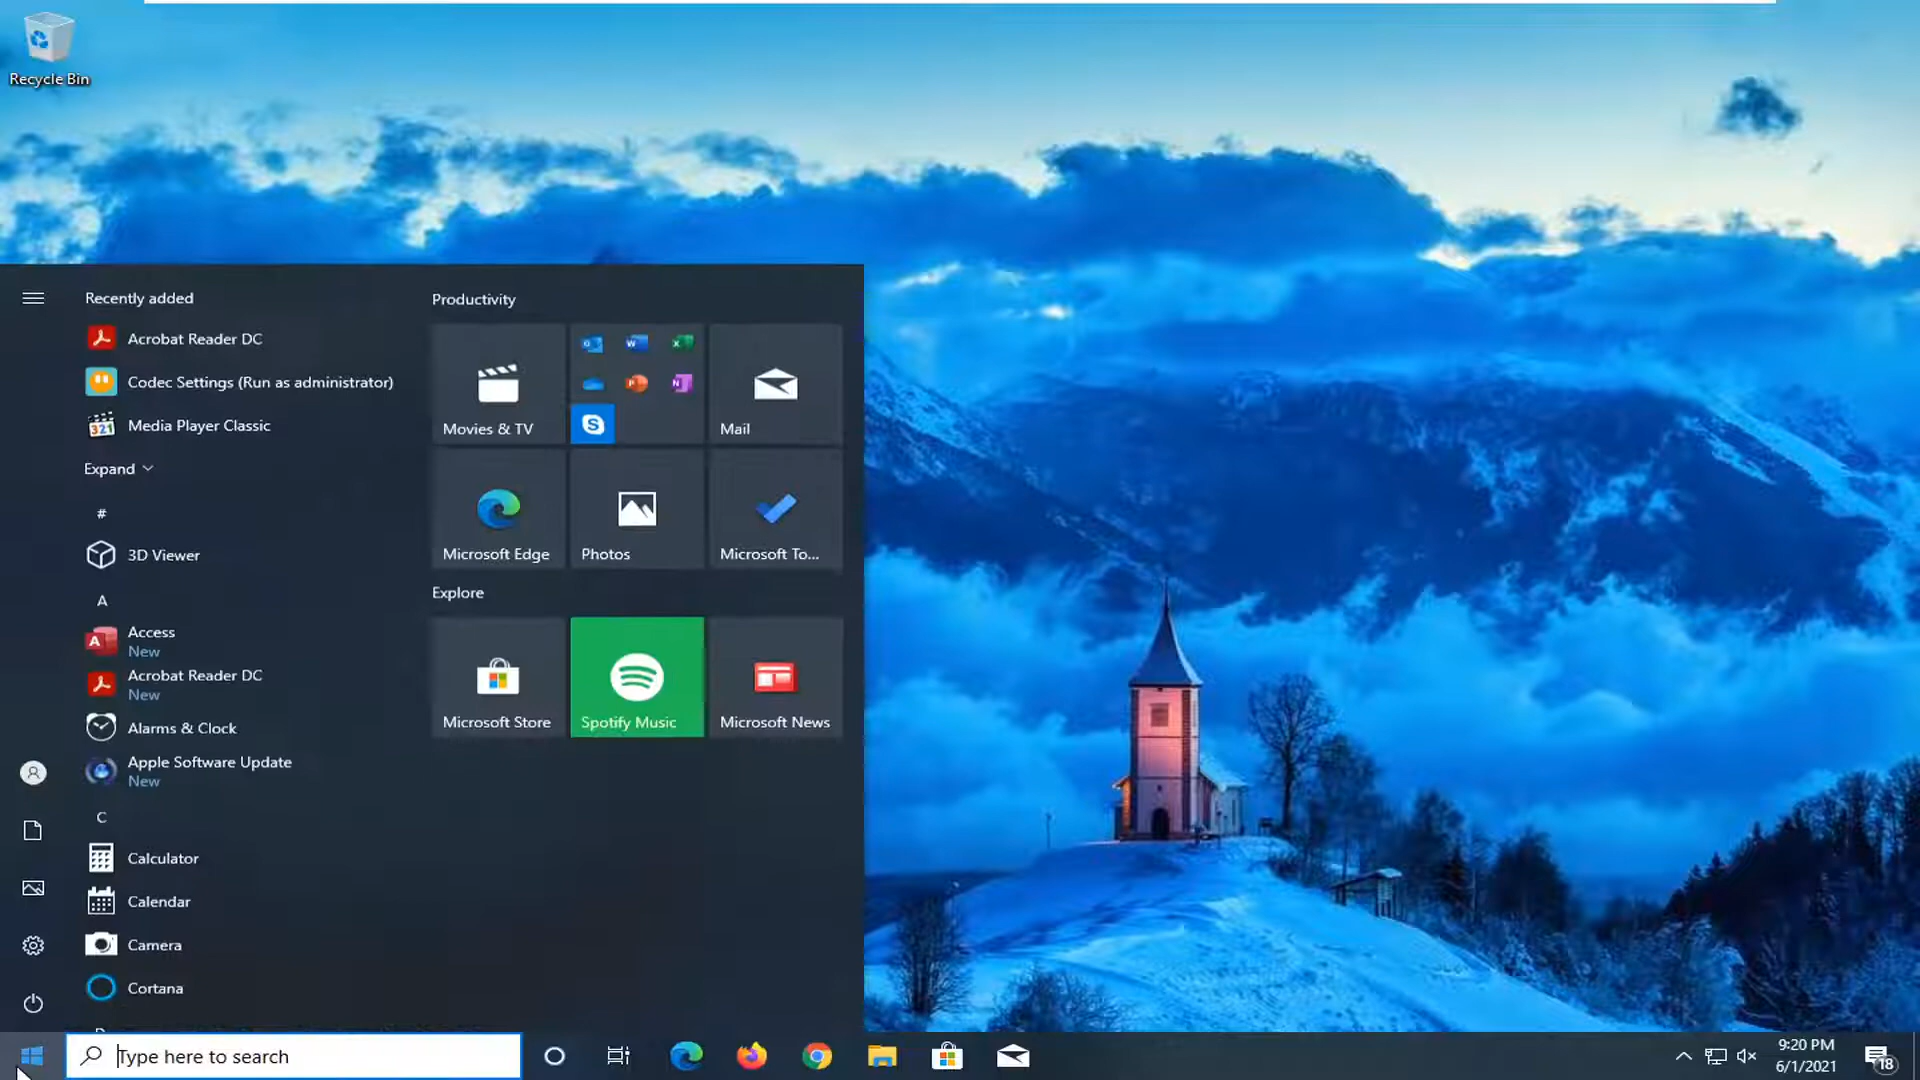 Recycle Bin
Recently added
Acrobat Reader DC
Codec Settings (Run as administrator)
321
Media Player Classic
Expand
#
3D Viewer
A
A
Access
New
Acrobat Reader DC
New
Alarms & Clock
Apple Software Update
New
C
Calculator
Calendar
Camera
Cortana
Productivity
Movies & TV
O
W
X
P
N
S
Mail
Microsoft Edge
Photos
Microsoft To...
Explore
Microsoft Store
Spotify Music
Microsoft News
Type here to search
9:20 PM
6/1/2021
18